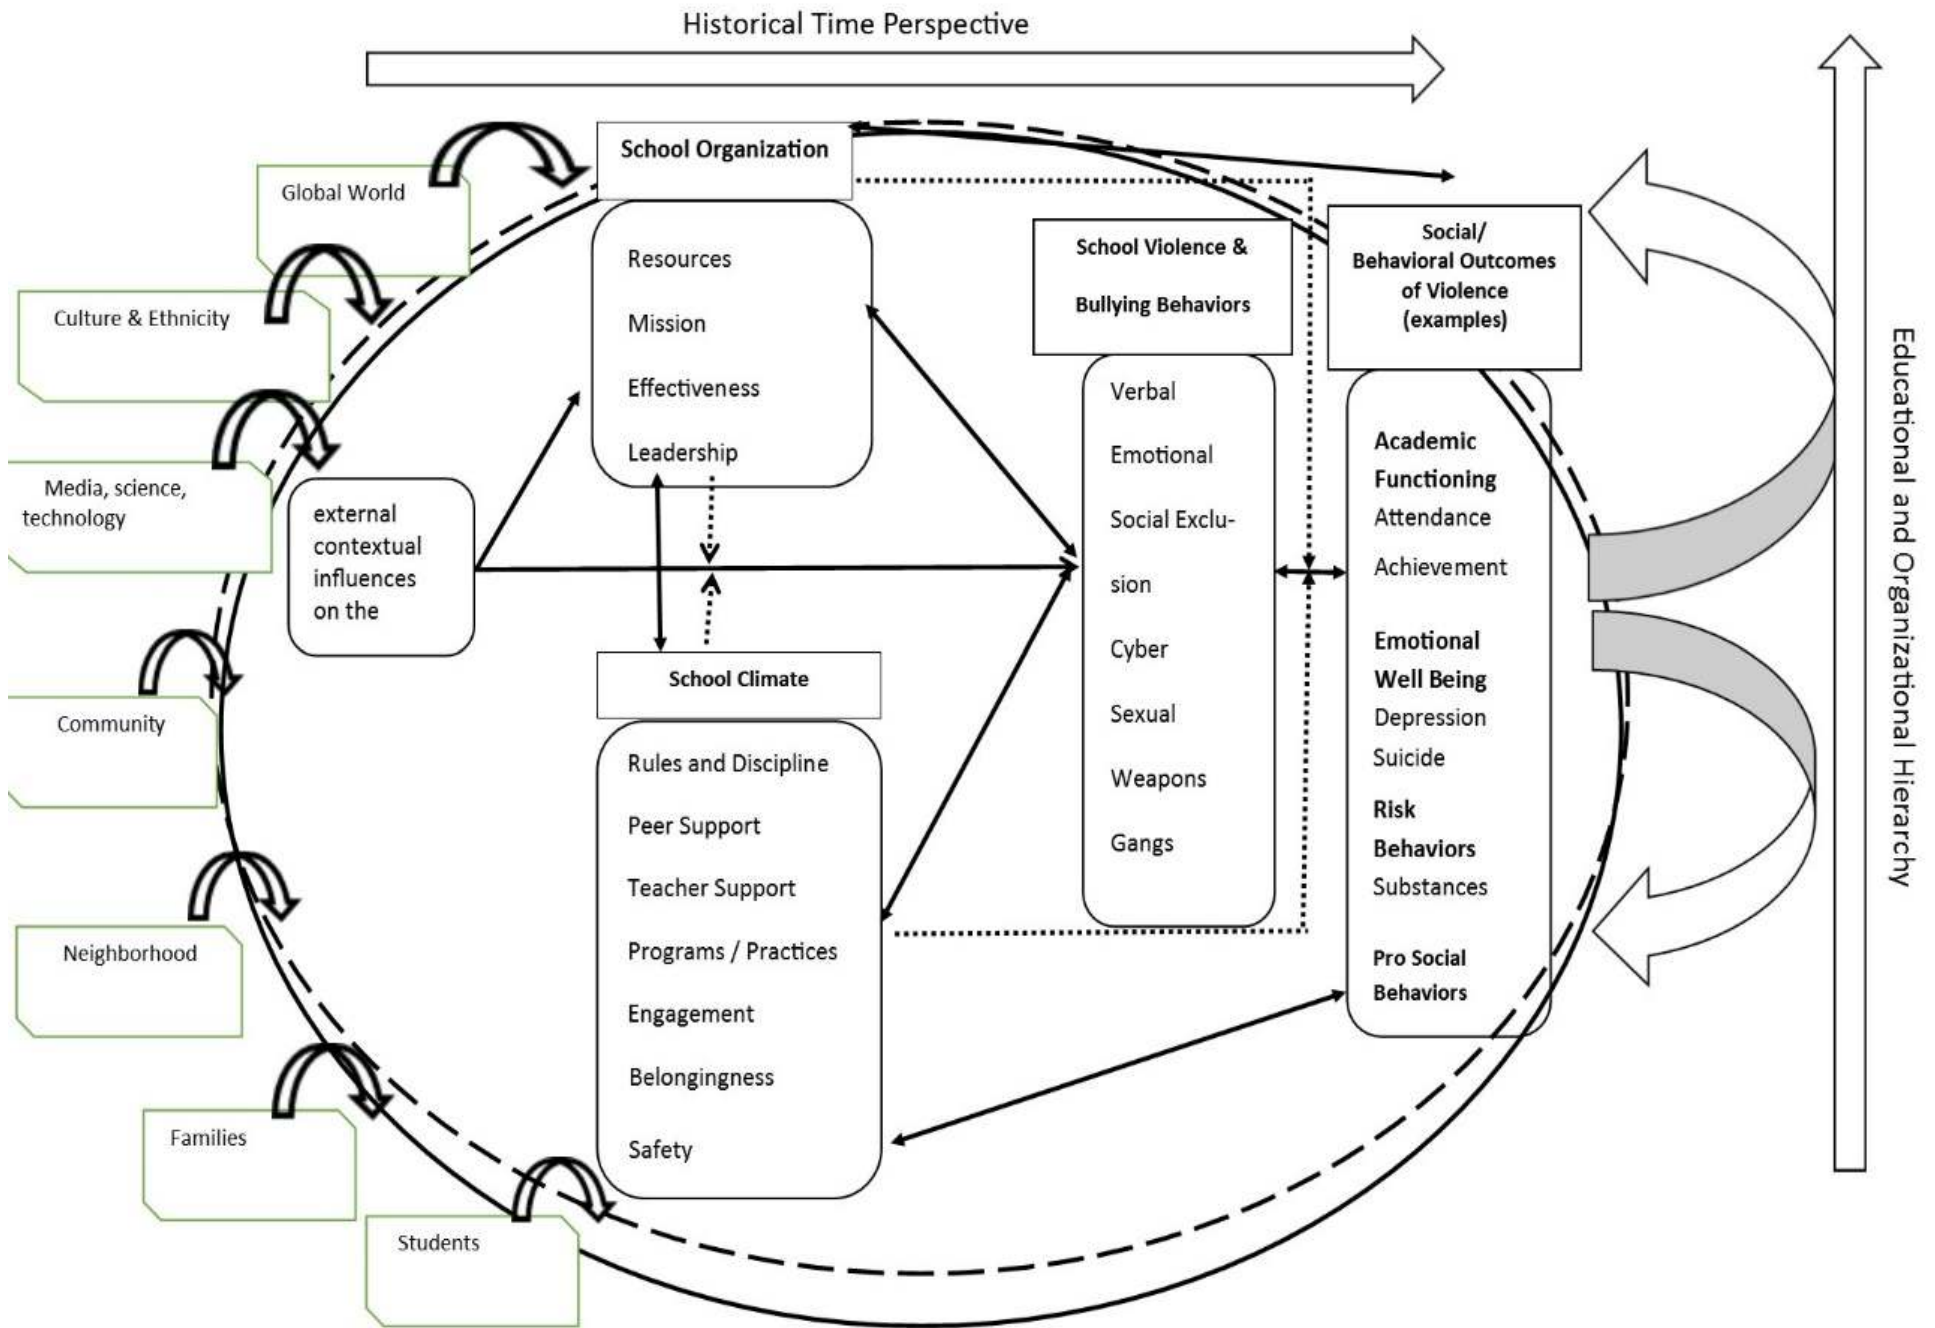 Historical Time Perspective
Global World
Culture & Ethnicity
Media, science,
technology
Community
Neighborhood
Families
Students
external
contextual
influences
on the
School Organization
Resources
Mission
Effectiveness
Leadership
School Climate
Rules and Discipline
Peer Support
Teacher Support
Programs / Practices
Engagement
Belongingness
Safety
School Violence &
Bullying Behaviors
Verbal
Emotional
Social Exclu-
sion
Cyber
Sexual
Weapons
Gangs
Social/
Behavioral Outcomes
of Violence
(examples)
Academic
Functioning
Attendance
Achievement
Emotional
Well Being
Depression
Suicide
Risk
Behaviors
Substances
Pro Social
Behaviors
Educational and Organizational Hierarchy